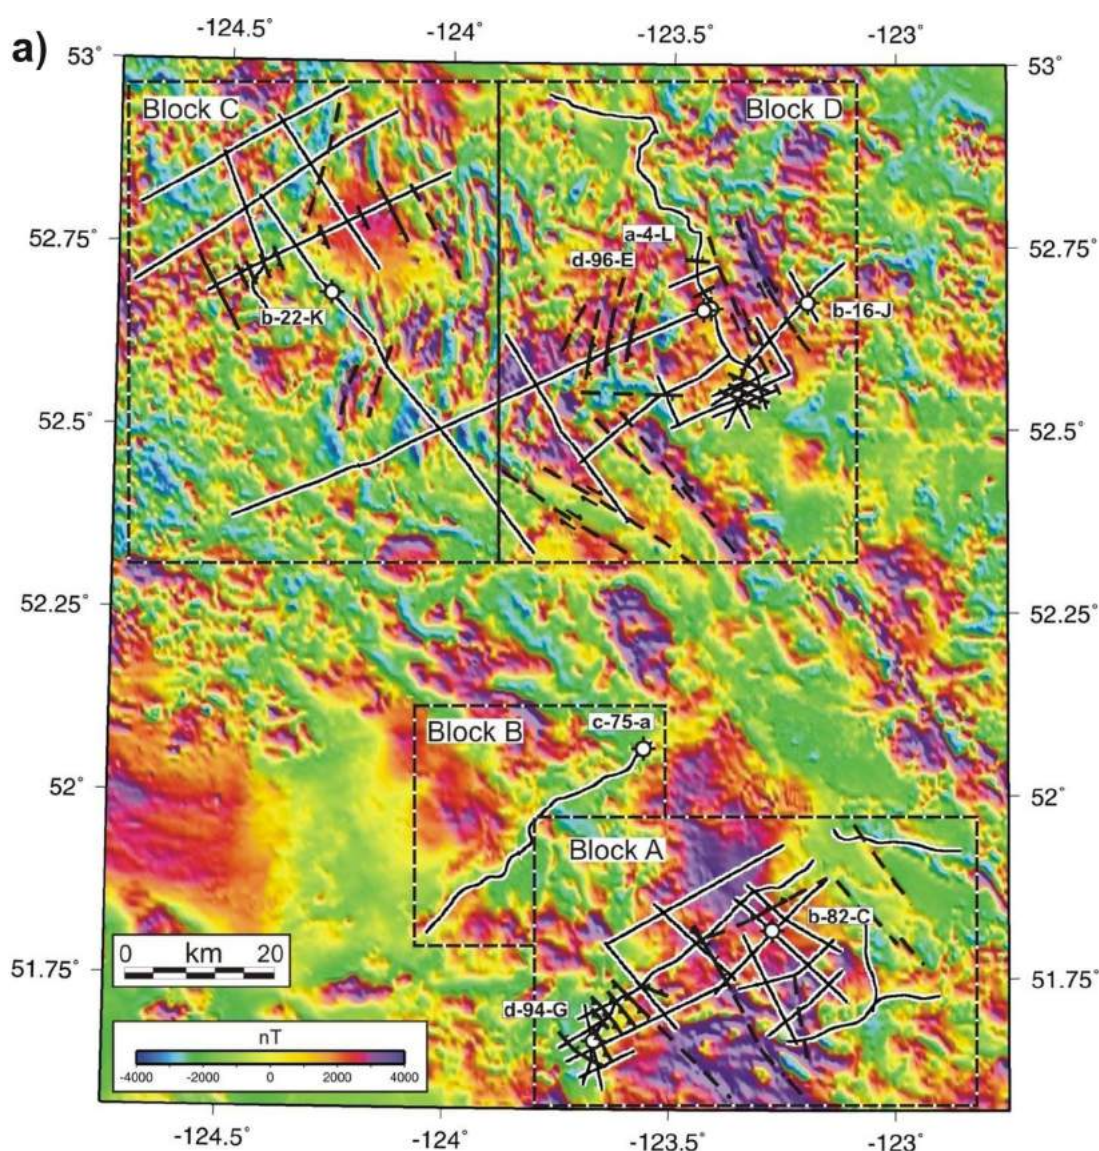 a)
-124.5°
-124°
-123.5°
-123°
53°
53°
Block C
Block D
52.75°
52.75°
a-4-L
d-96-E
b-22-K
b-16-J
52.5°
52.5°
52.25°
52.25°
c-75-a
Block B
52°
52°
Block A
b-82-C
0 km 20
51.75°
51.75°
d-94-G
nT
-4000 -2000 0 2000 4000
-124.5°
-124°
-123.5°
-123°